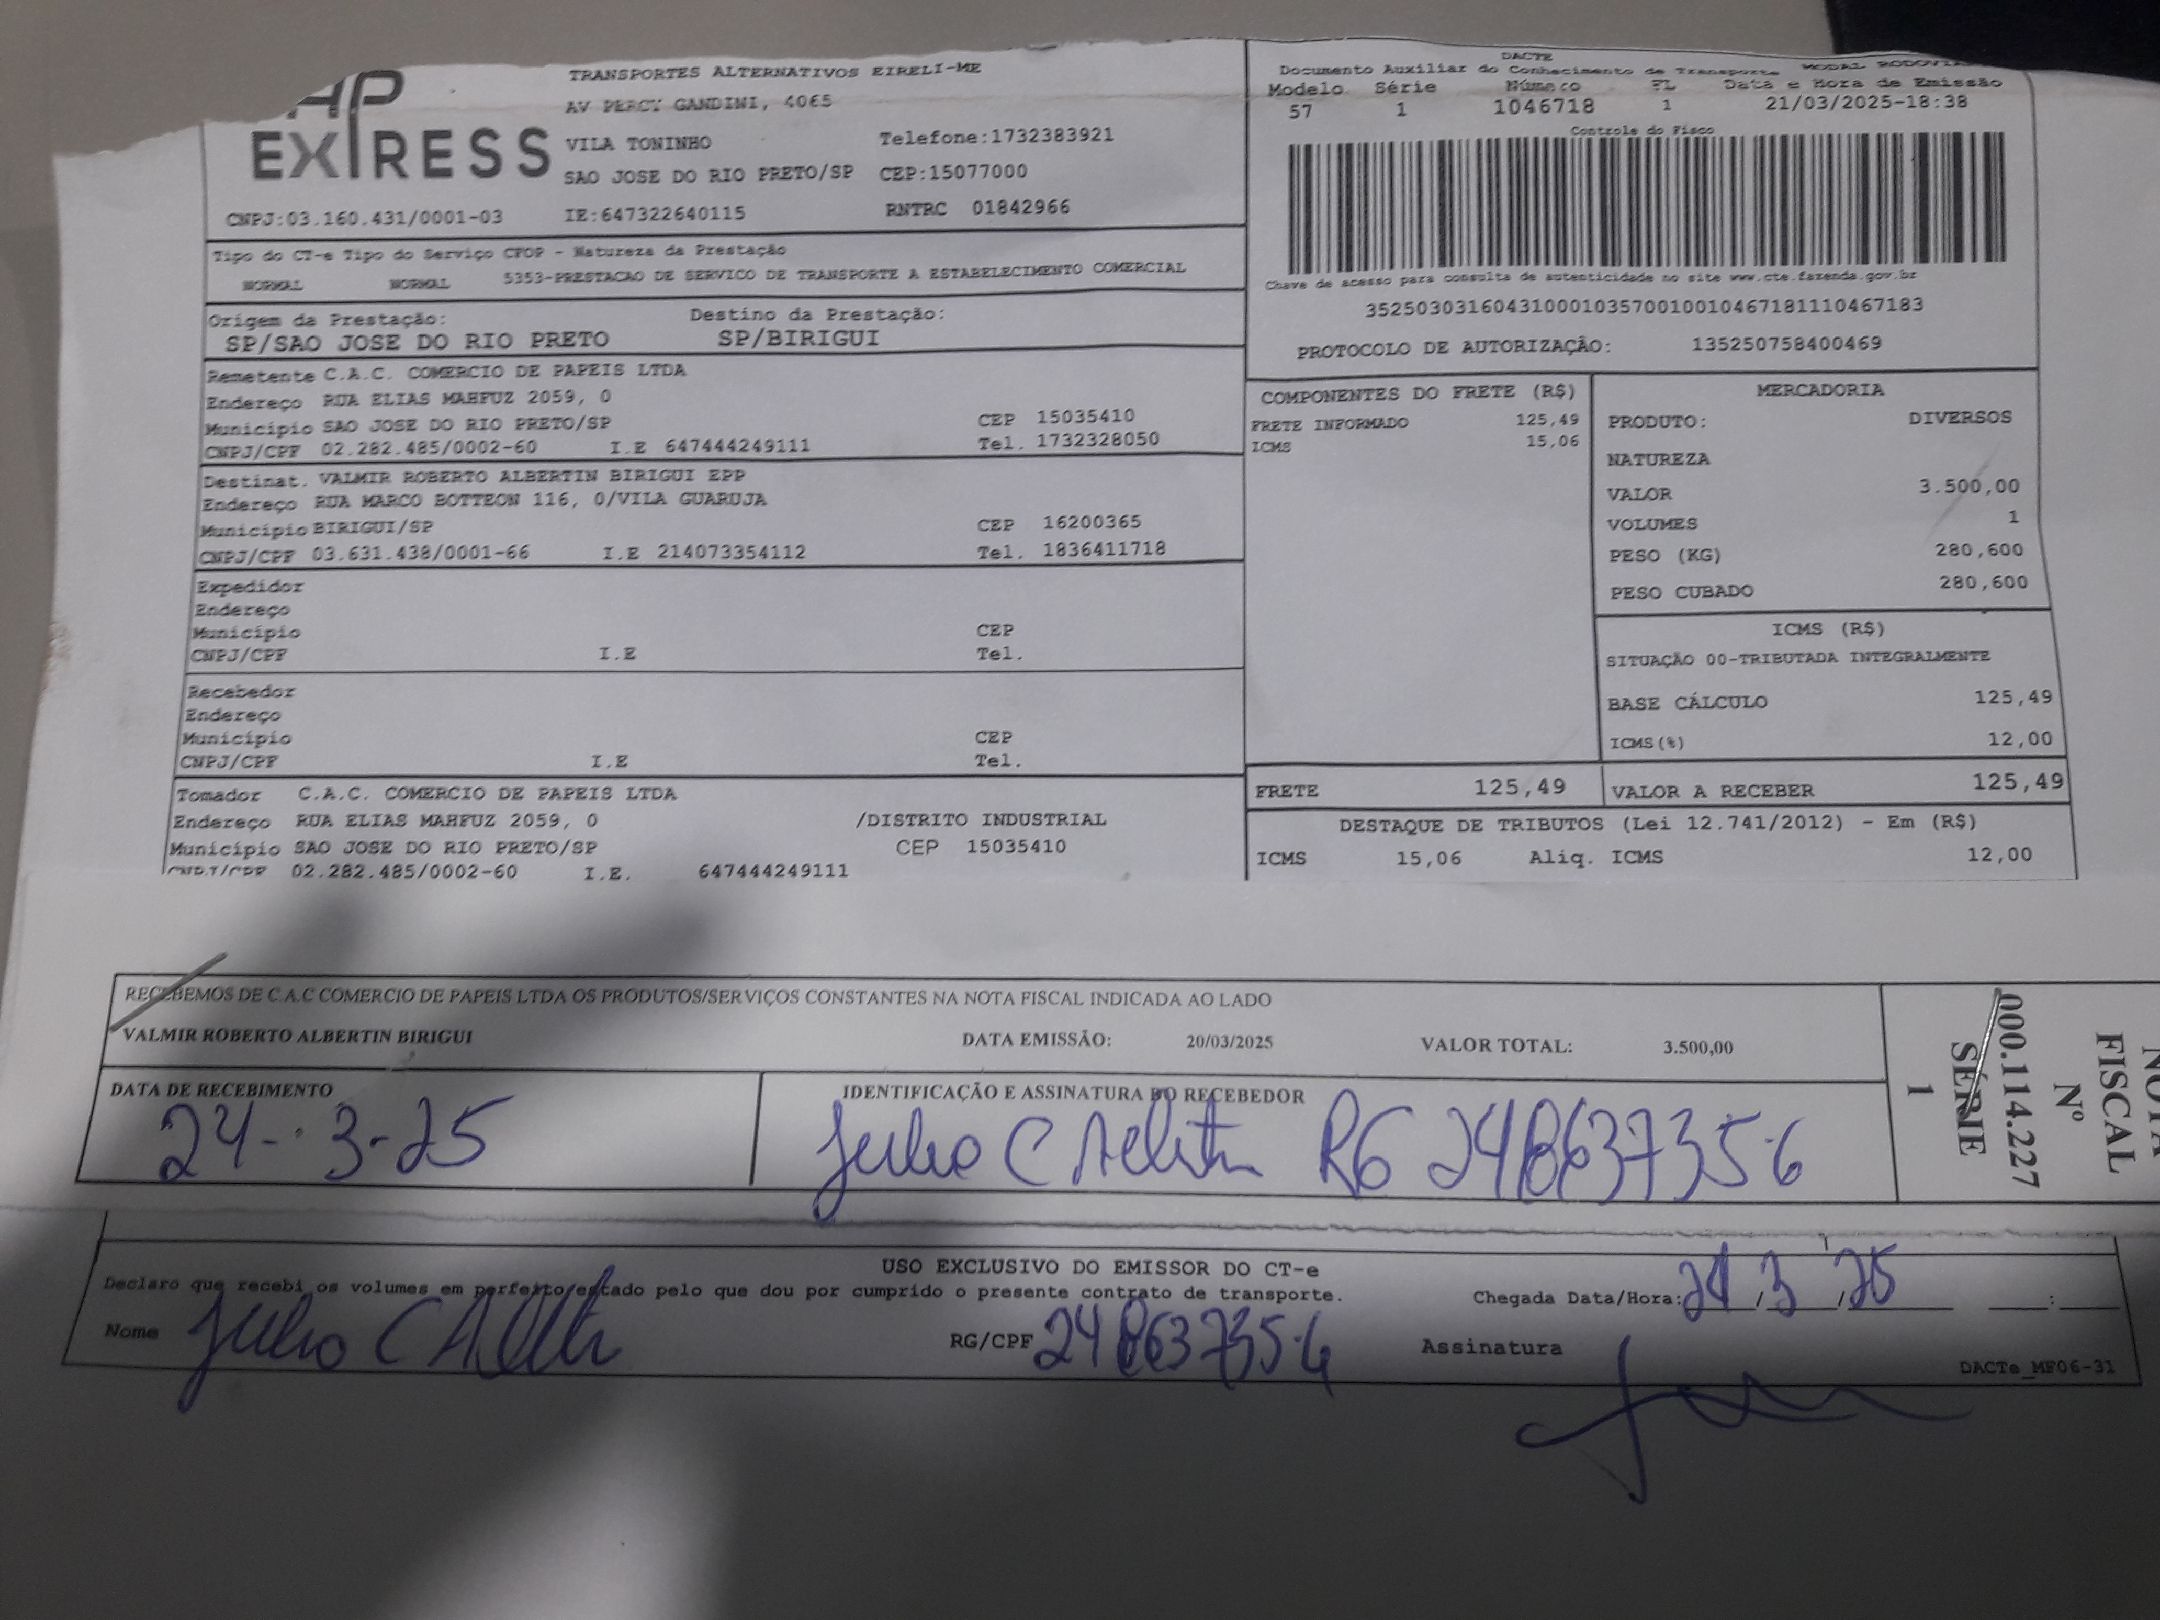 AP
EXPRESS
TRANSPORTES ALTERNATIVOS EIRELI-ME
AV PERCY GANDINI, 4065
VILA TONINHO Telefone:1732383921
SAO JOSE DO RIO PRETO/SP CEP:15077000
CNPJ:03.160.431/0001-03 IE:647322640115 RNTRC 01842966
DACTE
Documento Auxiliar do Conhecimento de Transporte MODAL
Modelo Série Número FL Data e Hora de Emissão
57 1 1046718 1 21/03/2025-18:38
Controle do Fisco
Chave de acesso para consulta de autenticidade no site www.cte.fazenda.gov.br
35250303160431000103570010010467181110467183
PROTOCOLO DE AUTORIZAÇÃO: 135250758400469
Tipo do CT-e Tipo do Serviço CFOP - Natureza da Prestação
NORMAL NORMAL 5353-PRESTACAO DE SERVICO DE TRANSPORTE A ESTABELECIMENTO COMERCIAL
Origem da Prestação: Destino da Prestação:
SP/SAO JOSE DO RIO PRETO SP/BIRIGUI
Remetente C.A.C. COMERCIO DE PAPEIS LTDA
Endereço RUA ELIAS MAHFUZ 2059, 0
Município SAO JOSE DO RIO PRETO/SP CEP 15035410
CNPJ/CPF 02.282.485/0002-60 I.E 647444249111 Tel. 1732328050
Destinat. VALMIR ROBERTO ALBERTIN BIRIGUI EPP
Endereço RUA MARCO BOTTEON 116, 0/VILA GUARUJA
Município BIRIGUI/SP CEP 16200365
CNPJ/CPF 03.631.438/0001-66 I.E 214073354112 Tel. 1836411718
Expedidor
Endereço
Município CEP
CNPJ/CPF I.E Tel.
Recebedor
Endereço
Município CEP
CNPJ/CPF I.E Tel.
Tomador C.A.C. COMERCIO DE PAPEIS LTDA
Endereço RUA ELIAS MAHFUZ 2059, 0 /DISTRITO INDUSTRIAL
Município SAO JOSE DO RIO PRETO/SP CEP 15035410
CNPJ/CPF 02.282.485/0002-60 I.E. 647444249111
COMPONENTES DO FRETE (R$)
FRETE INFORMADO 125,49
ICMS 15,06
MERCADORIA
PRODUTO: DIVERSOS
NATUREZA
VALOR 3.500,00
VOLUMES 1
PESO (KG) 280,600
PESO CUBADO 280,600
ICMS (R$)
SITUAÇÃO 00-TRIBUTADA INTEGRALMENTE
BASE CÁLCULO 125,49
ICMS(%) 12,00
FRETE 125,49 VALOR A RECEBER 125,49
DESTAQUE DE TRIBUTOS (Lei 12.741/2012) - Em (R$)
ICMS 15,06 Aliq. ICMS 12,00
RECEBEMOS DE C.A.C COMERCIO DE PAPEIS LTDA OS PRODUTOS/SERVIÇOS CONSTANTES NA NOTA FISCAL INDICADA AO LADO
VALMIR ROBERTO ALBERTIN BIRIGUI DATA EMISSÃO: 20/03/2025 VALOR TOTAL: 3.500,00
DATA DE RECEBIMENTO IDENTIFICAÇÃO E ASSINATURA DO RECEBEDOR
24-3-25 Julio C RG 24863735-6
NOTA
FISCAL
Nº
000.114.227
SÉRIE
1
USO EXCLUSIVO DO EMISSOR DO CT-e
Declaro que recebi os volumes em perfeito estado pelo que dou por cumprido o presente contrato de transporte. Chegada Data/Hora: 24/3/25 __:__
Nome Julio C RG/CPF 24863735-6 Assinatura
DACTe_MF06-31